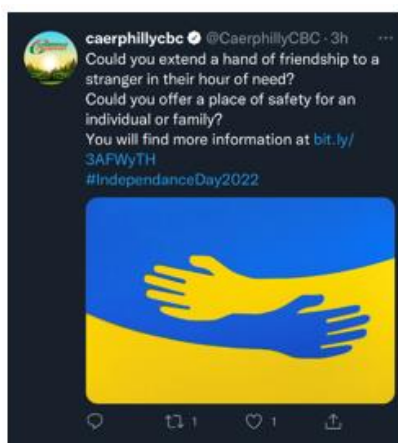 caerphillycbc @CaerphillyCBC · 3h
Could you extend a hand of friendship to a
stranger in their hour of need?
Could you offer a place of safety for an
individual or family?
You will find more information at bit.ly/
3AFWyTH
#IndependanceDay2022
1 1